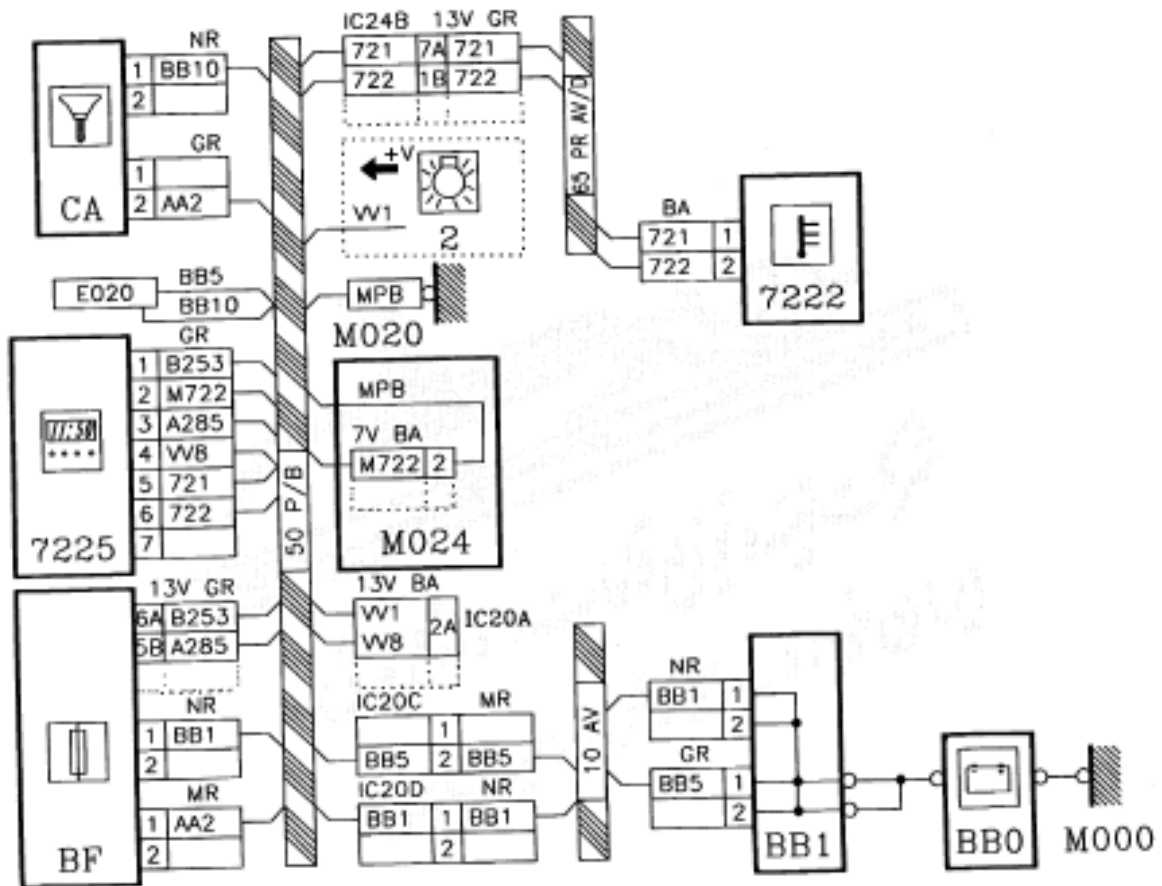 IC24B 13V GR
721 7A 721
722 1B 722
NR
1 BB10
2
GR
1
2 AA2
CA
+V
VV1
2
65 PR AV/D
BA
721 1
722 2
7222
E020
BB5
BB10
MPB
M020
GR
1 B253
2 M722
3 A285
4 VV8
5 721
6 722
7
7225
11:50
MPB
7V BA
M722 2
M024
50 P/B
13V GR
6A B253
5B A285
NR
1 BB1
2
MR
1 AA2
2
BF
13V BA
VV1
VV8
2A
IC20A
IC20C MR
1
BB5 2 BB5
IC20D NR
BB1 1 BB1
2
10 AV
NR
BB1 1
2
GR
BB5 1
2
BB1
BB0
M000